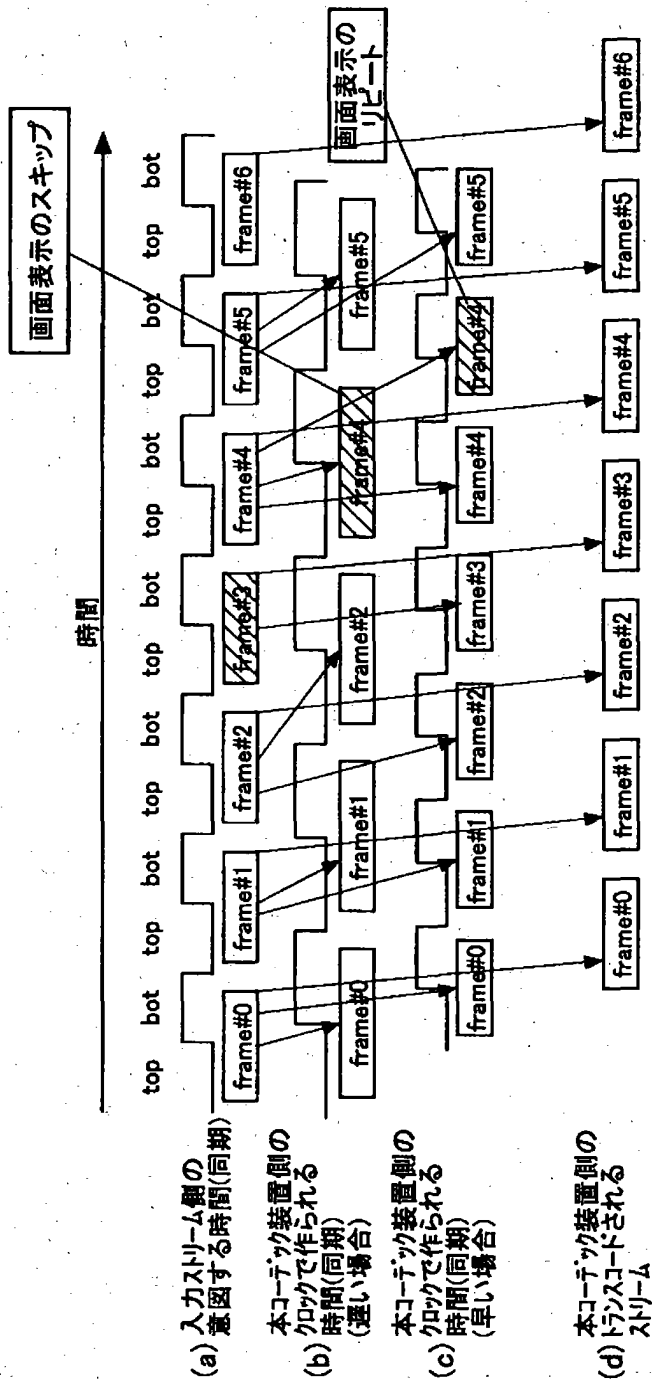 画面表示のスキップ
時間
top bot top bot top bot top bot top bot top bot
(a) 入力ストリーム側の
意図する時間(同期)
frame#0 frame#1 frame#2 frame#3 frame#4 frame#5 frame#6
(b) 本コーデック装置側の
クロックで作られる
時間(同期)
(遅い場合)
frame#0 frame#1 frame#2 frame#4 frame#5
画面表示の
リピート
(c) 本コーデック装置側の
クロックで作られる
時間(同期)
(早い場合)
frame#0 frame#1 frame#2 frame#3 frame#4 frame#4 frame#5
(d) 本コーデック装置側の
トランスコードされる
ストリーム
frame#0 frame#1 frame#2 frame#3 frame#4 frame#5 frame#6